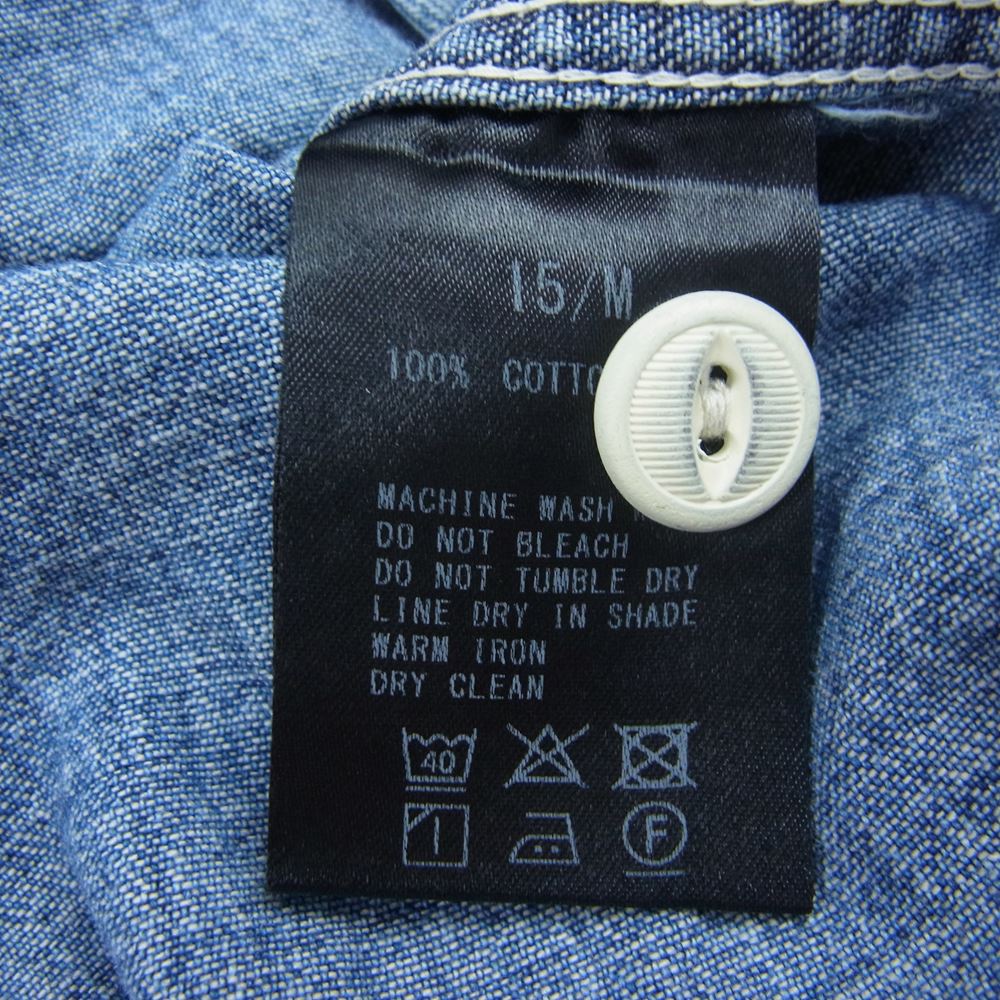 15/M
100%
MACHINE WASH
DO NOT BLEACH
DO NOT TUMBLE DRY
LINE DRY IN SHADE
WARM IRON
DRY CLEAN
40
F